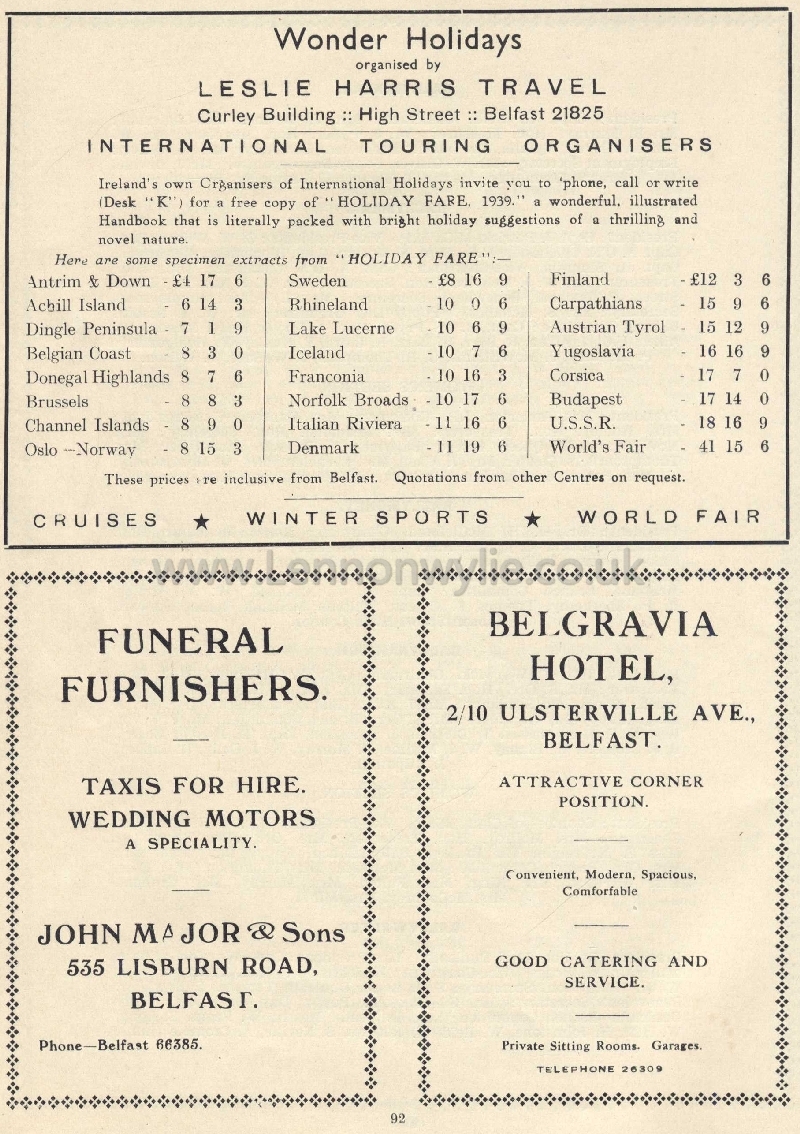 Wonder Holidays
organised by
LESLIE HARRIS TRAVEL
Curley Building :: High Street :: Belfast 21825
INTERNATIONAL TOURING ORGANISERS
Ireland's own Organisers of International Holidays invite you to 'phone, call or write
(Desk "K") for a free copy of "HOLIDAY FARE, 1939." a wonderful, illustrated
Handbook that is literally packed with bright holiday suggestions of a thrilling and
novel nature.
Here are some specimen extracts from "HOLIDAY FARE":—
Antrim & Down - £4 17 6
Achill Island - 6 14 3
Dingle Peninsula - 7 1 9
Belgian Coast - 8 3 0
Donegal Highlands 8 7 6
Brussels - 8 8 3
Channel Islands - 8 9 0
Oslo—Norway - 8 15 3
Sweden - £8 16 9
Rhineland - 10 0 6
Lake Lucerne - 10 6 9
Iceland - 10 7 6
Franconia - 10 16 3
Norfolk Broads - 10 17 6
Italian Riviera - 11 16 6
Denmark - 11 19 6
Finland - £12 3 6
Carpathians - 15 9 6
Austrian Tyrol - 15 12 9
Yugoslavia - 16 16 9
Corsica - 17 7 0
Budapest - 17 14 0
U.S.S.R. - 18 16 9
World's Fair - 41 15 6
These prices are inclusive from Belfast. Quotations from other Centres on request.
CRUISES ★ WINTER SPORTS ★ WORLD FAIR
www.Lennonwylie.co.uk
FUNERAL
FURNISHERS.
TAXIS FOR HIRE.
WEDDING MOTORS
A SPECIALITY.
JOHN MAJOR & Sons
535 LISBURN ROAD,
BELFAST.
Phone—Belfast 66385.
BELGRAVIA
HOTEL,
2/10 ULSTERVILLE AVE.,
BELFAST.
ATTRACTIVE CORNER
POSITION.
Convenient, Modern, Spacious,
Comforfable
GOOD CATERING AND
SERVICE.
Private Sitting Rooms. Garages.
TELEPHONE 26309
92